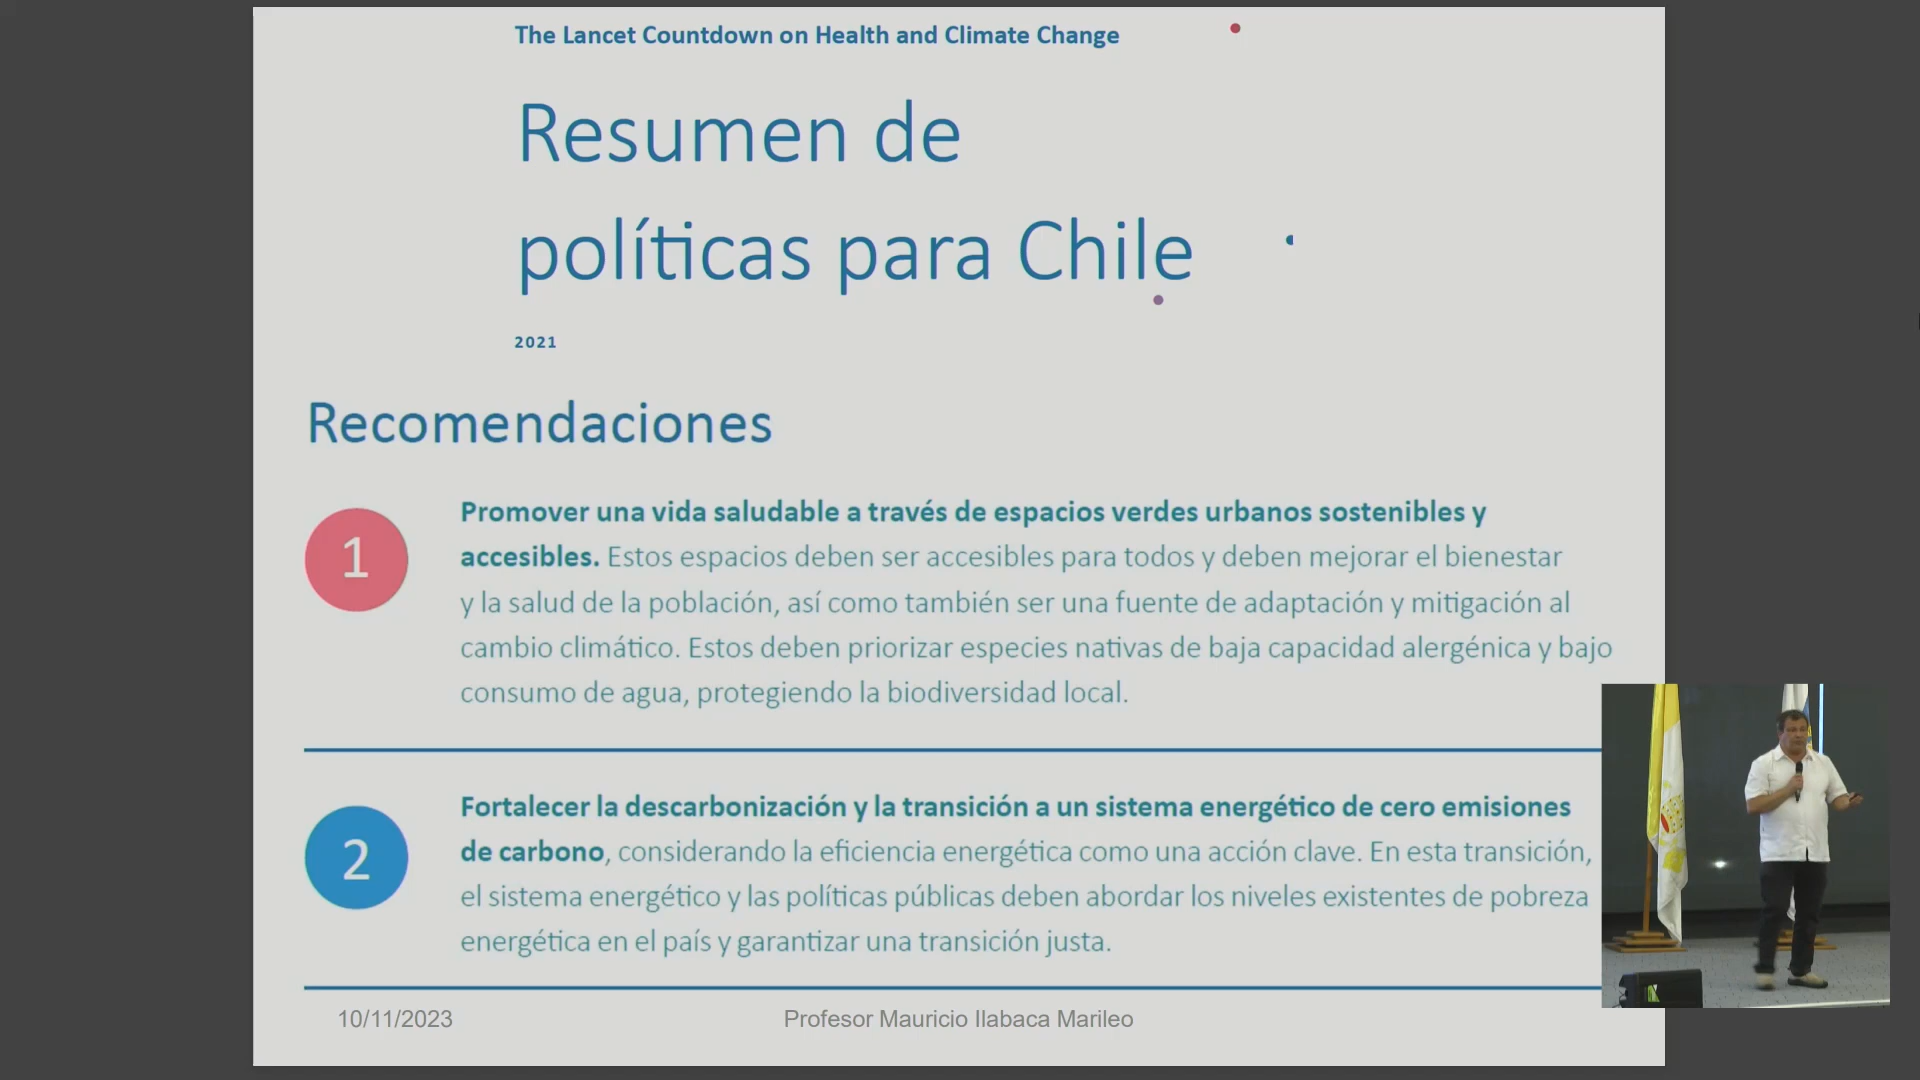 The Lancet Countdown on Health and Climate Change
Resumen de
políticas para Chile
2021
Recomendaciones
1
Promover una vida saludable a través de espacios verdes urbanos sostenibles y
accesibles. Estos espacios deben ser accesibles para todos y deben mejorar el bienestar
y la salud de la población, así como también ser una fuente de adaptación y mitigación al
cambio climático. Estos deben priorizar especies nativas de baja capacidad alergénica y bajo
consumo de agua, protegiendo la biodiversidad local.
2
Fortalecer la descarbonización y la transición a un sistema energético de cero emisiones
de carbono, considerando la eficiencia energética como una acción clave. En esta transición,
el sistema energético y las políticas públicas deben abordar los niveles existentes de pobreza
energética en el país y garantizar una transición justa.
10/11/2023
Profesor Mauricio Ilabaca Marileo